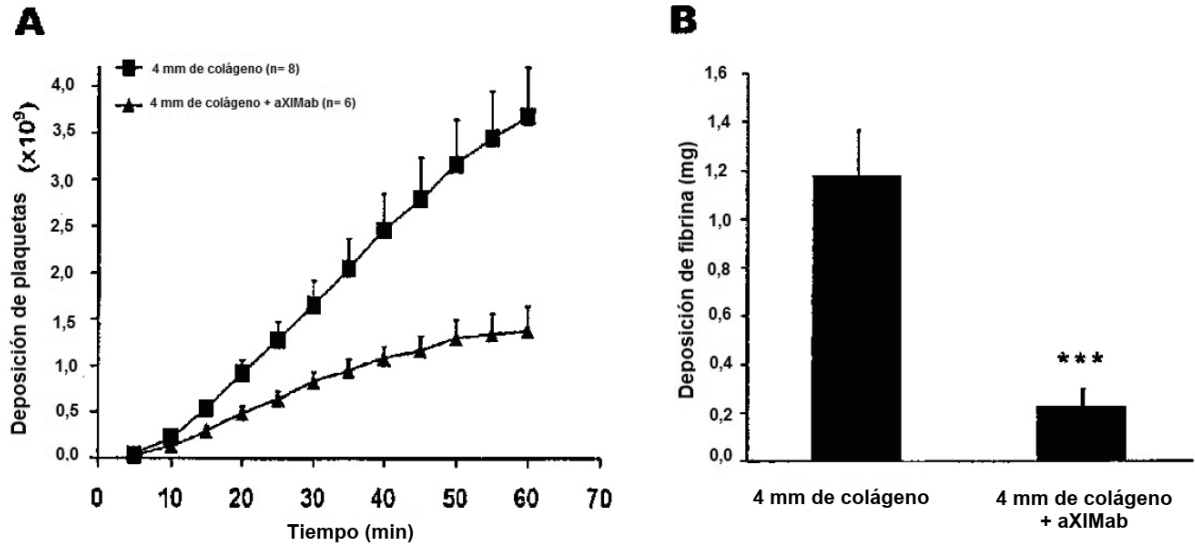 A
4 mm de colágeno (n= 8)
4 mm de colágeno + aXIMab (n= 6)
Deposición de plaquetas (x10⁹)
4,0
3,5
3,0
2,5
2,0
1,5
1,0
0,5
0.0
0 10 20 30 40 50 60 70
Tiempo (min)
B
Deposición de fibrina (mg)
1,6
1,4
1,2
1,0
0,8
0,6
0,4
0,2
0,0
***
4 mm de colágeno
4 mm de colágeno
+ aXIMab